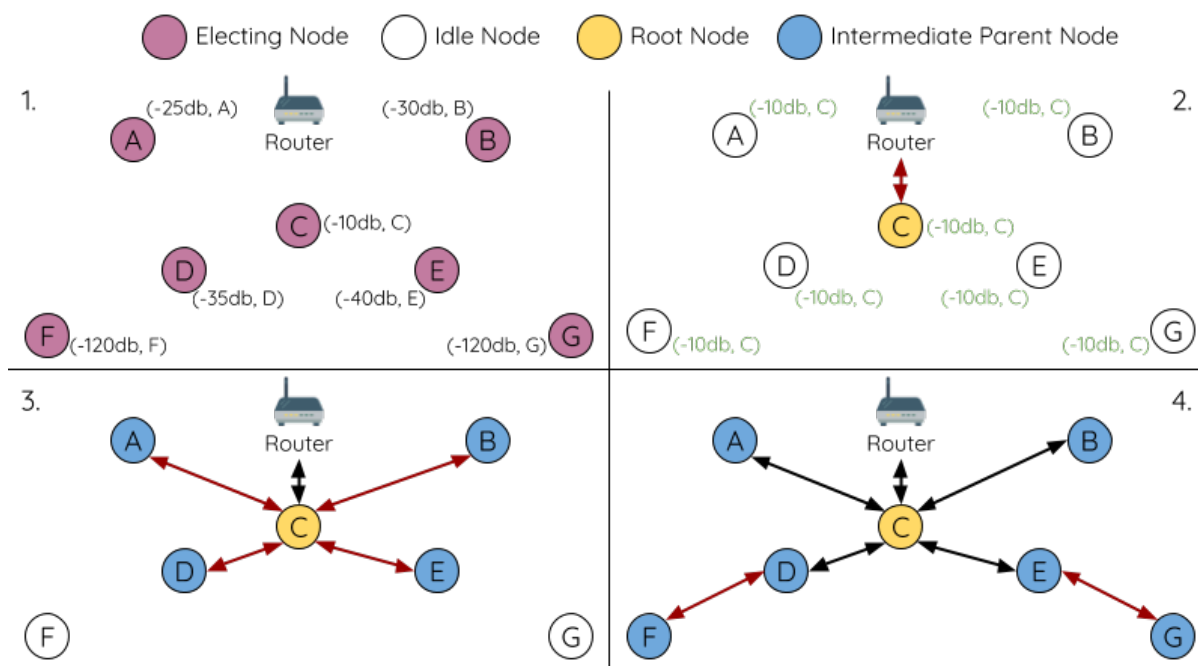 Electing Node Idle Node Root Node Intermediate Parent Node
1.
(-25db, A) (-30db, B)
A B
Router
C (-10db, C)
D E
(-35db, D) (-40db, E)
F (-120db, F) (-120db, G) G
2.
(-10db, C) (-10db, C)
A B
Router
C (-10db, C)
D E
(-10db, C) (-10db, C)
F (-10db, C) (-10db, C) G
3.
A B
Router
C
D E
F G
4.
A B
Router
C
D E
F G